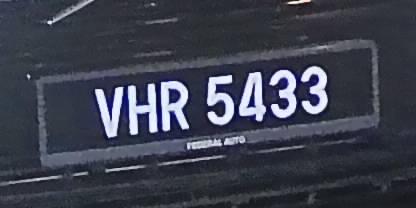 VHR 5433
FEDERAL AUTO